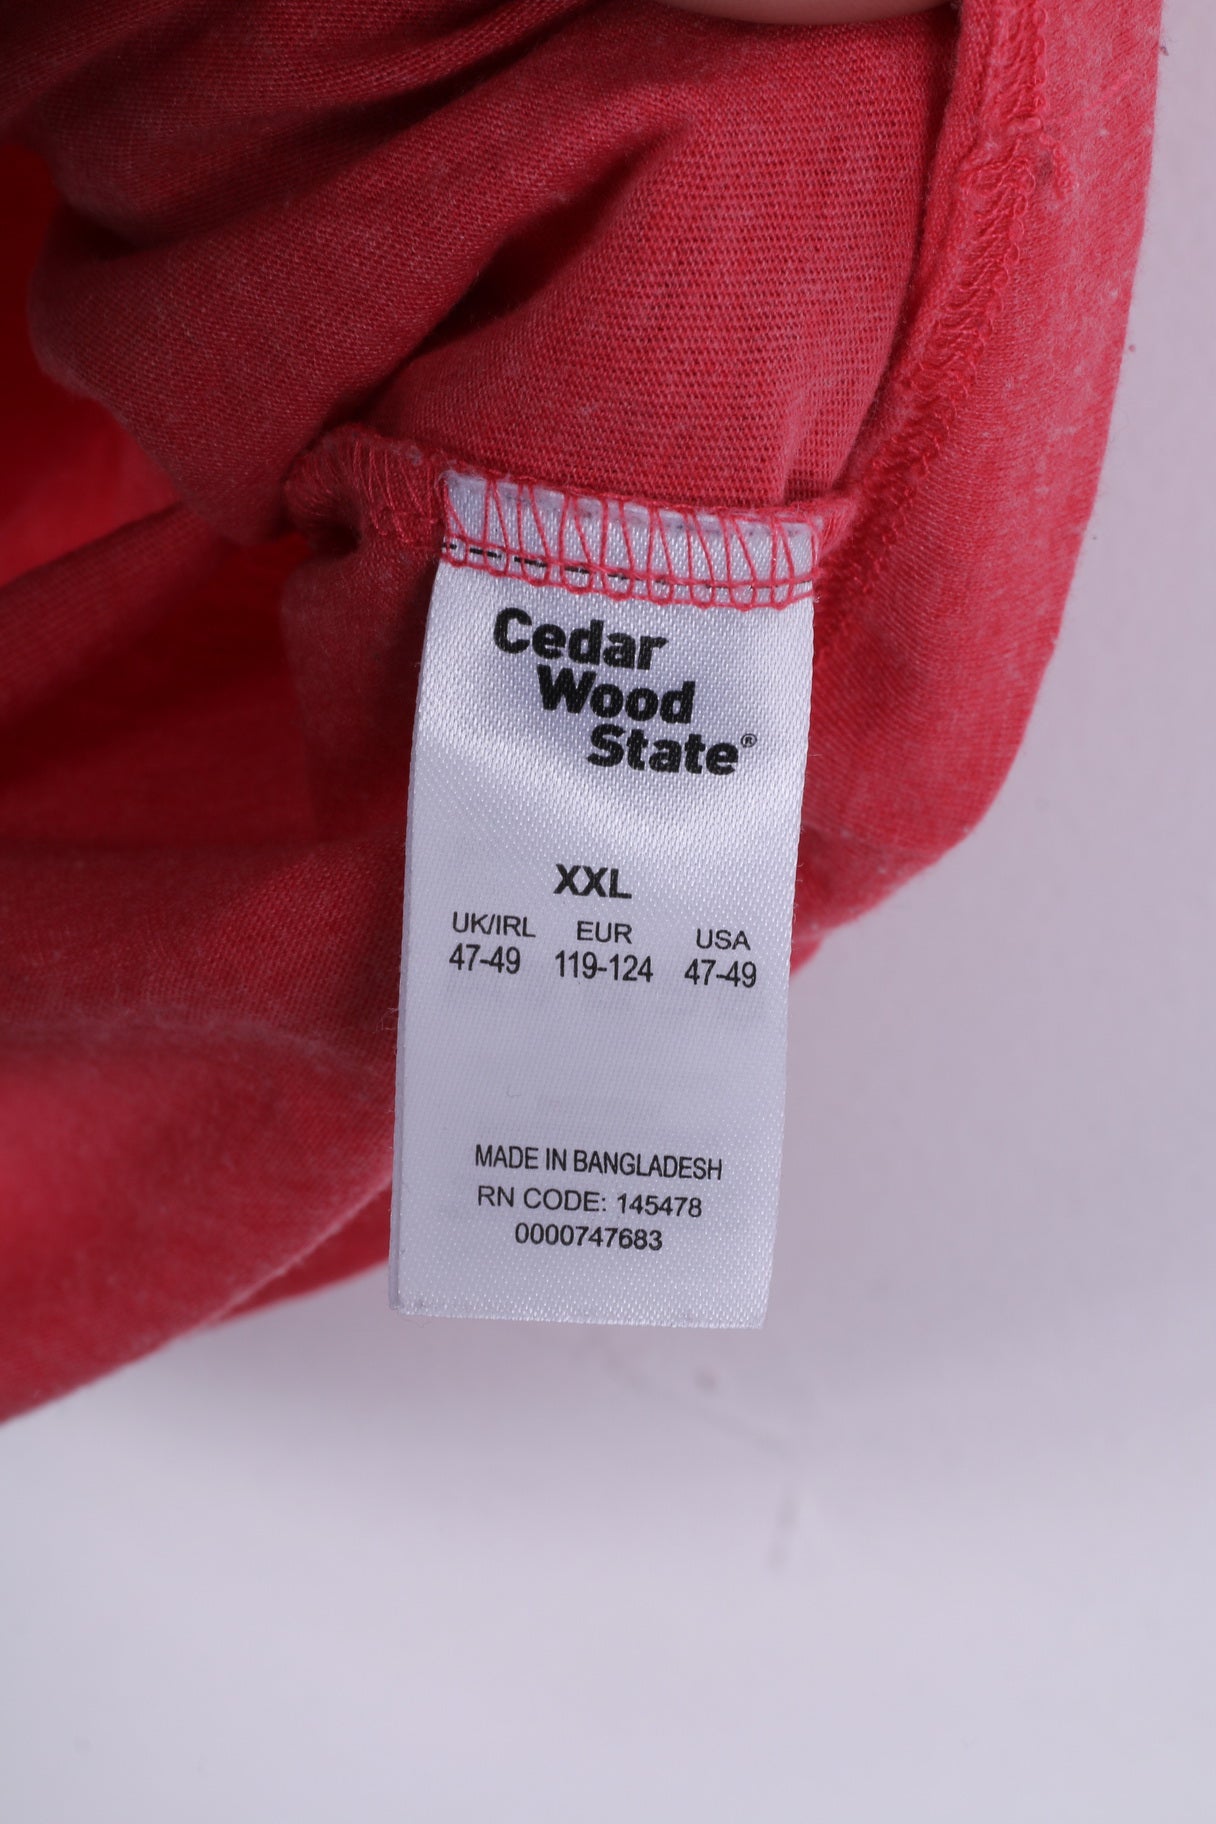 Cedar
Wood
State®
XXL
UK/IRL EUR USA
47-49 119-124 47-49
MADE IN BANGLADESH
RN CODE: 145478
0000747683